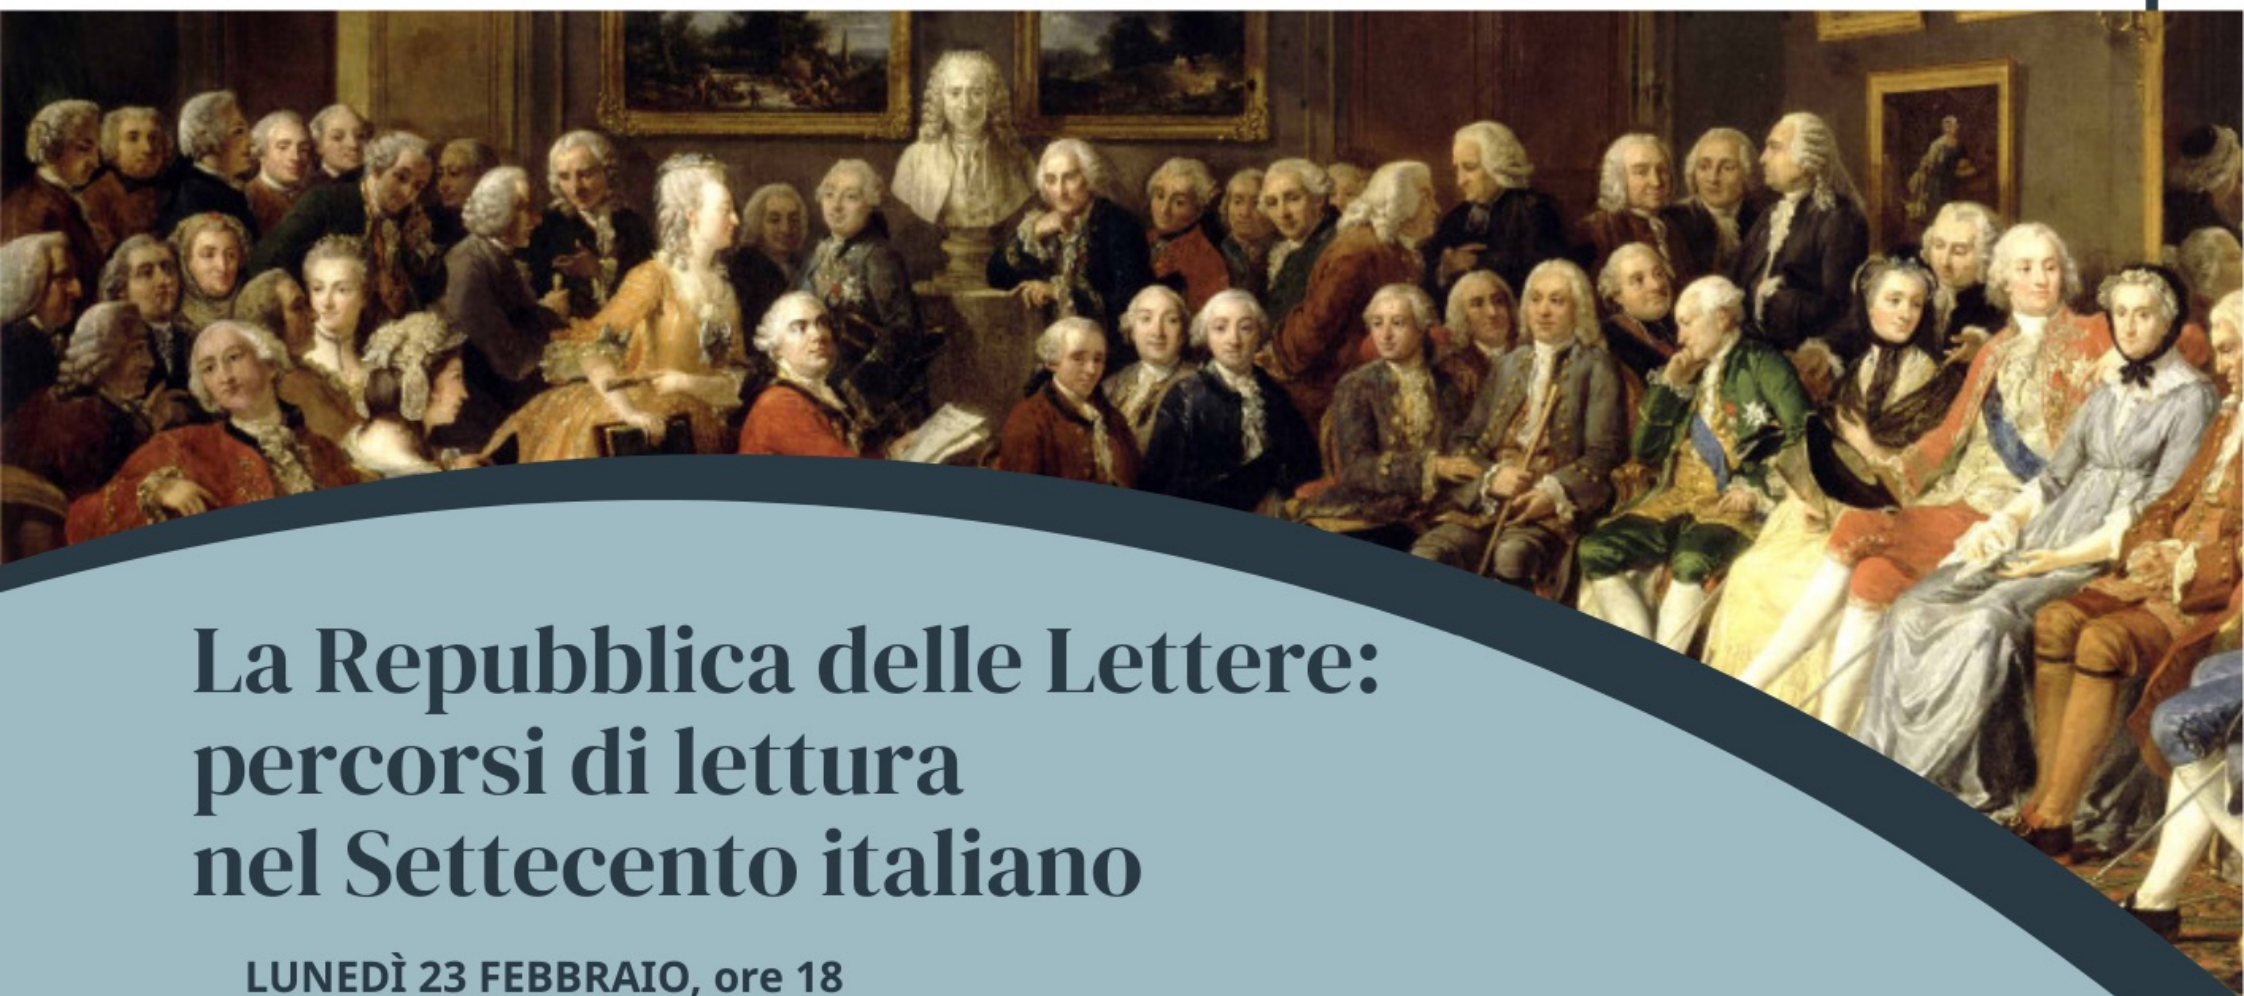 La Repubblica delle Lettere:
percorsi di lettura
nel Settecento italiano
LUNEDÌ 23 FEBBRAIO, ore 18